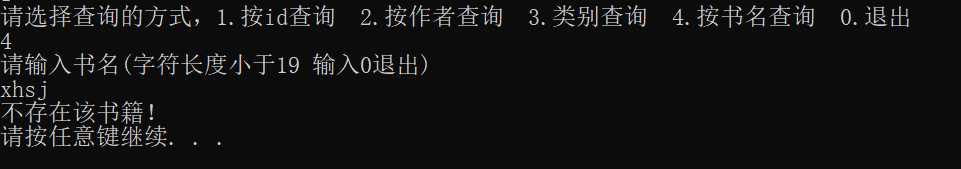 请选择查询的方式，1.按id查询  2.按作者查询  3.类别查询  4.按书名查询  0.退出
4
请输入书名(字符长度小于19 输入0退出)
xhsj
不存在该书籍！
请按任意键继续. . .